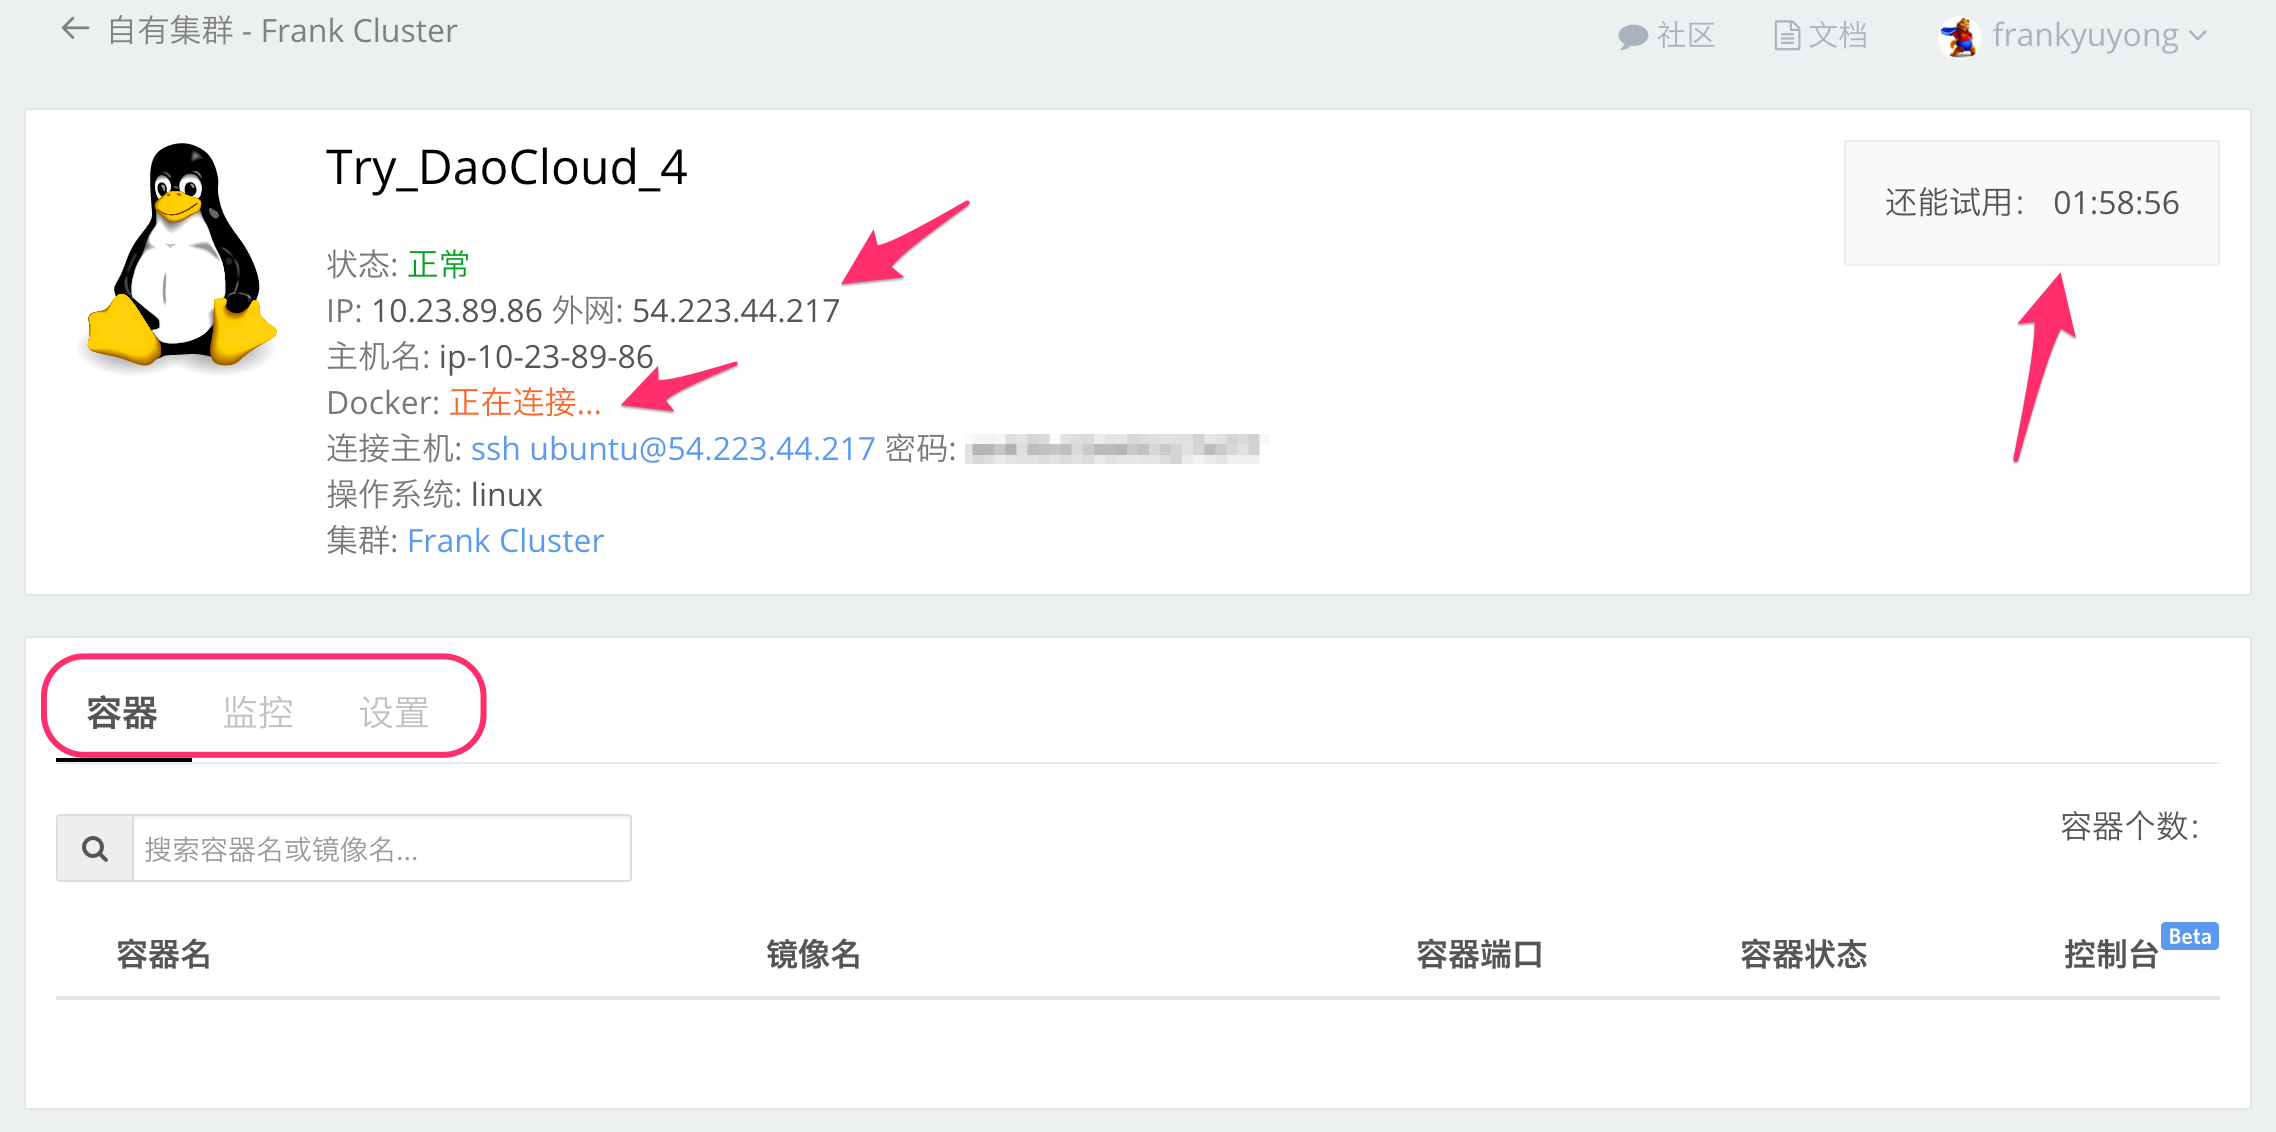 自有集群 - Frank Cluster
社区 文档 frankyuyong
Try_DaoCloud_4
还能试用： 01:58:56
状态: 正常
IP: 10.23.89.86 外网: 54.223.44.217
主机名: ip-10-23-89-86
Docker: 正在连接...
连接主机: ssh ubuntu@54.223.44.217 密码:
操作系统: linux
集群: Frank Cluster
容器 监控 设置
容器个数：
搜索容器名或镜像名...
容器名 镜像名 容器端口 容器状态 控制台 Beta